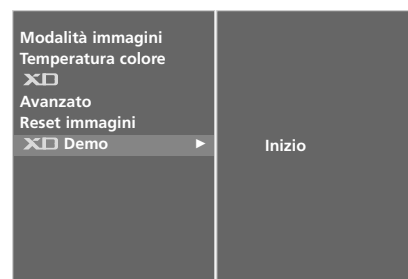 Modalità immagini
Temperatura colore
XD
Avanzato
Reset immagini
XD Demo ►
Inizio